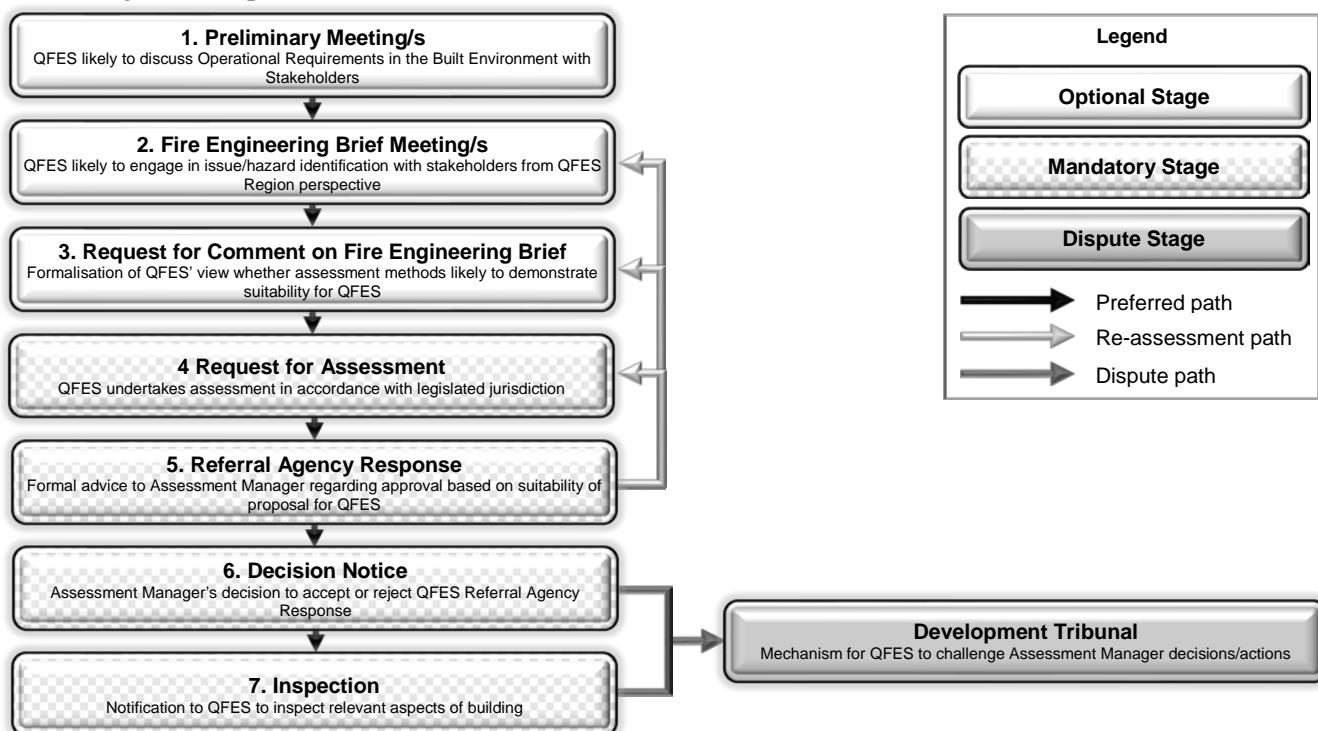 1. Preliminary Meeting/s
QFES likely to discuss Operational Requirements in the Built Environment with
Stakeholders
2. Fire Engineering Brief Meeting/s
QFES likely to engage in issue/hazard identification with stakeholders from QFES
Region perspective
3. Request for Comment on Fire Engineering Brief
Formalisation of QFES' view whether assessment methods likely to demonstrate
suitability for QFES
4 Request for Assessment
QFES undertakes assessment in accordance with legislated jurisdiction
5. Referral Agency Response
Formal advice to Assessment Manager regarding approval based on suitability of
proposal for QFES
6. Decision Notice
Assessment Manager's decision to accept or reject QFES Referral Agency
Response
7. Inspection
Notification to QFES to inspect relevant aspects of building
Development Tribunal
Mechanism for QFES to challenge Assessment Manager decisions/actions
Legend
Optional Stage
Mandatory Stage
Dispute Stage
Preferred path
Re-assessment path
Dispute path